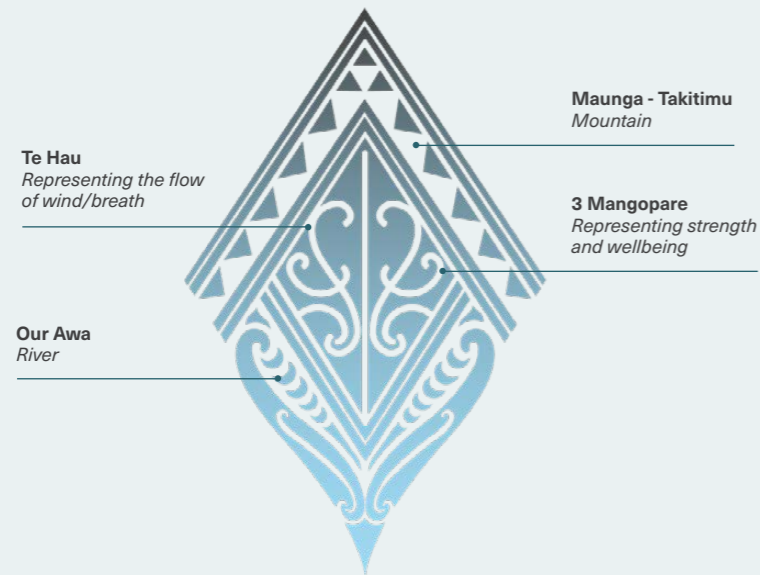 Maunga - Takitimu
Mountain
Te Hau
Representing the flow
of wind/breath
3 Mangopare
Representing strength
and wellbeing
Our Awa
River